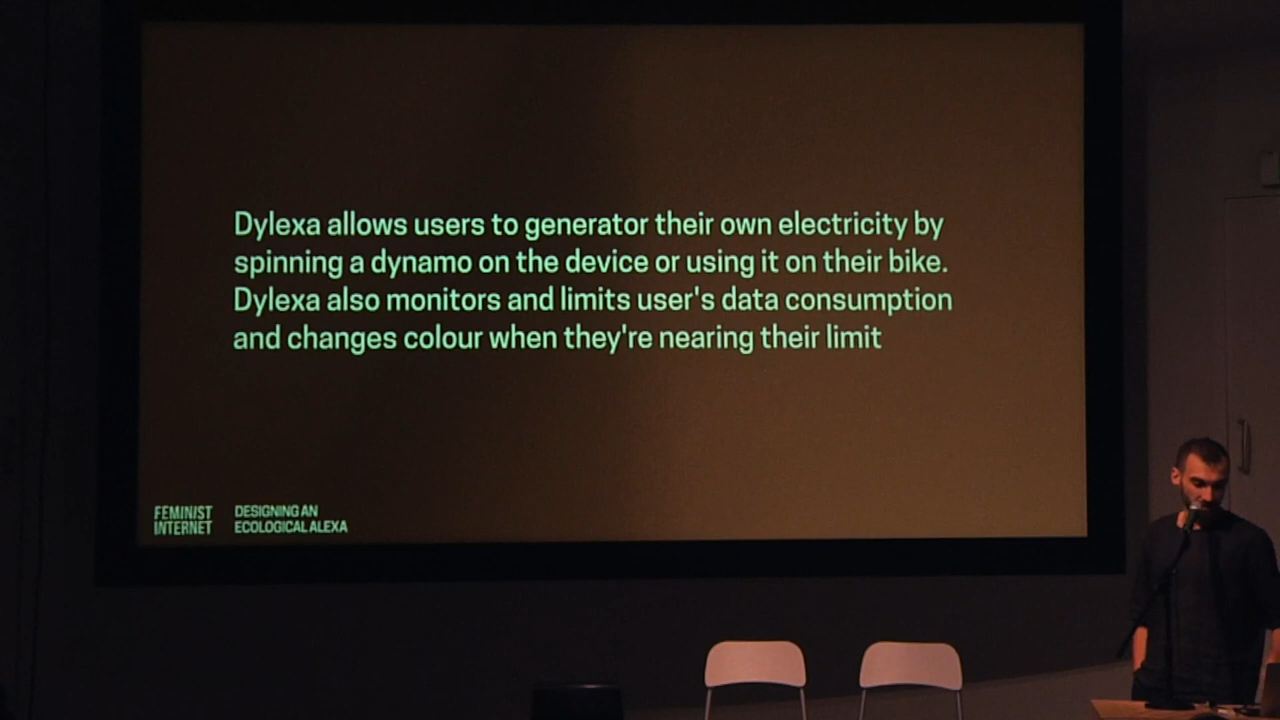 Dylexa allows users to generator their own electricity by
spinning a dynamo on the device or using it on their bike.
Dylexa also monitors and limits user's data consumption
and changes colour when they're nearing their limit
FEMINIST
INTERNET
DESIGNING AN
ECOLOGICAL ALEXA